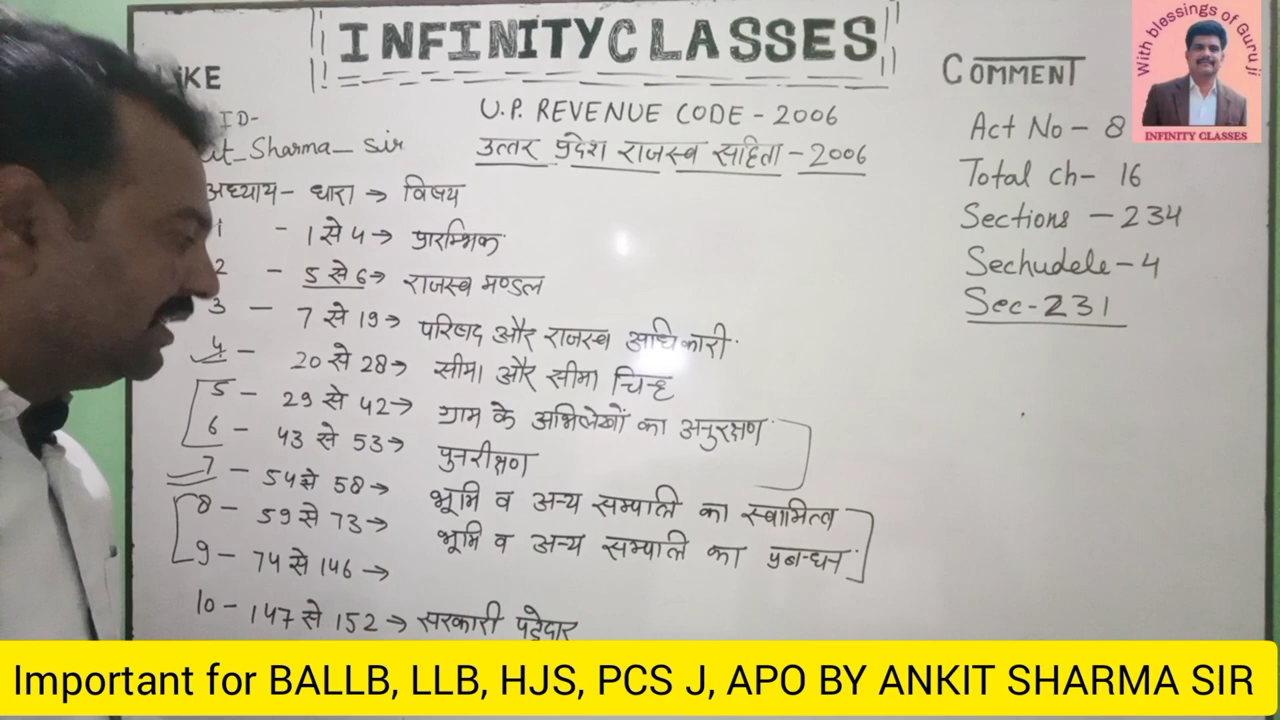 INFINITY CLASSES
With blessings of Guru ji
INFINITY CLASSES
IKE
COMMENT
ID-
it_Sharma_ sir
U.P. REVENUE CODE - 2006
उत्तर प्रदेश राजस्व सहिता - 2006
Act No - 8
Total ch- 16
Sections - 234
Sechudele - 4
Sec - 231
अध्याय - धारा → विषय
1 - 1 से 4 → प्रारम्भिक
2 - 5 से 6 → राजस्व मण्डल
3 - 7 से 19 → परिषद और राजस्व अधिकारी
4 - 20 से 28 → सीमा और सीमा चिन्ह
5 - 29 से 42 → ग्राम के अभिलेखों का अनुरक्षण
6 - 43 से 53 → पुनरीक्षण
7 - 54 से 58 → भूमि व अन्य सम्पति का स्वामित्व
8 - 59 से 73 → भूमि व अन्य सम्पति का प्रबन्धन
9 - 74 से 146 →
10 - 147 से 152 → सरकारी पट्टेदार
Important for BALLB, LLB, HJS, PCS J, APO BY ANKIT SHARMA SIR